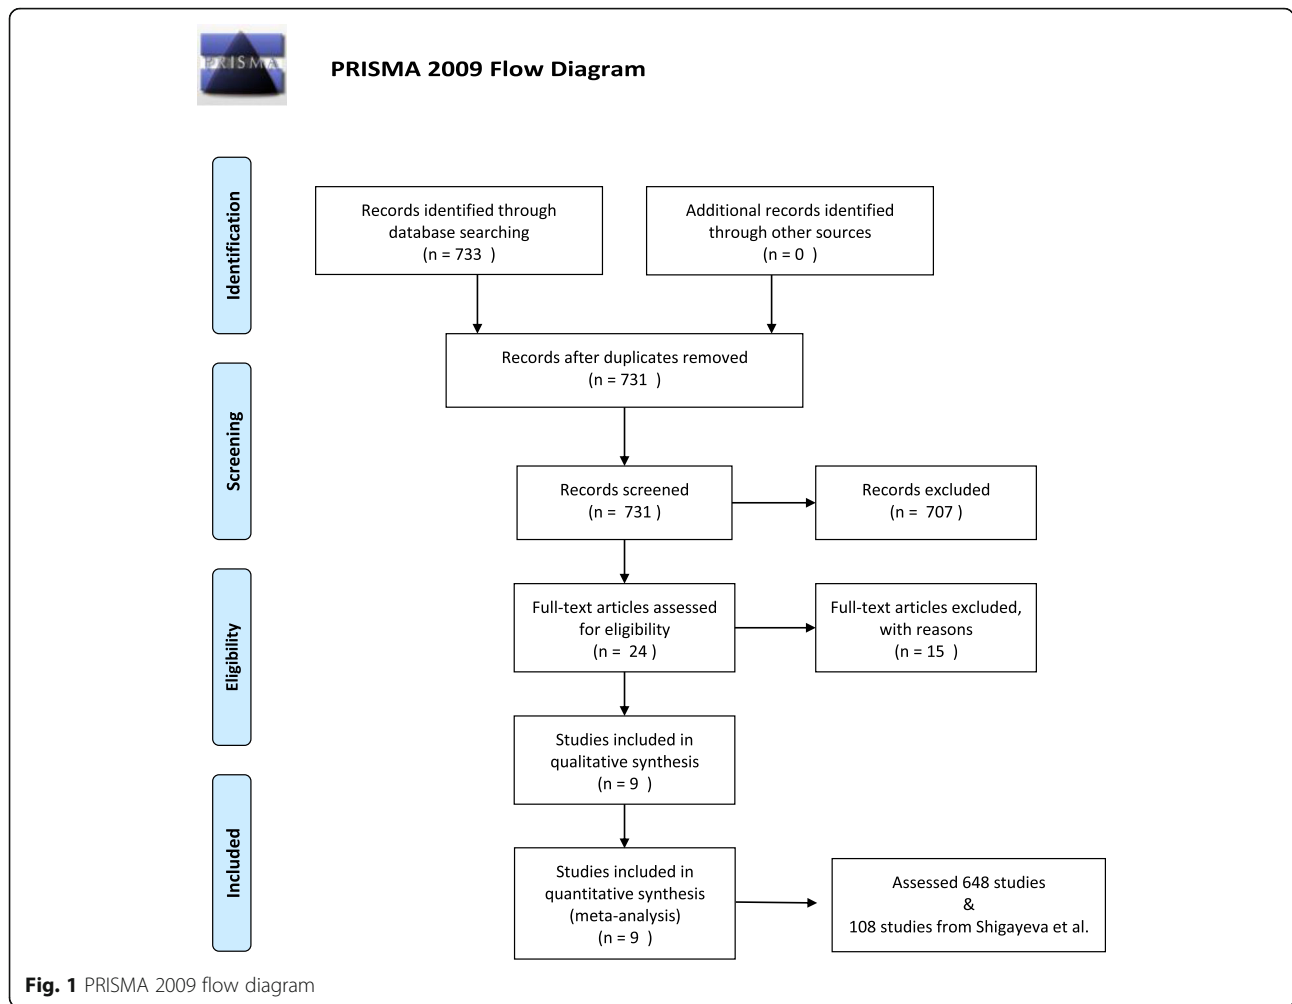 PRISMA
PRISMA 2009 Flow Diagram
Identification
Records identified through
database searching
(n = 733 )
Additional records identified
through other sources
(n = 0 )
Records after duplicates removed
(n = 731 )
Screening
Records screened
(n = 731 )
Records excluded
(n = 707 )
Eligibility
Full-text articles assessed
for eligibility
(n = 24 )
Full-text articles excluded,
with reasons
(n = 15 )
Studies included in
qualitative synthesis
(n = 9 )
Included
Studies included in
quantitative synthesis
(meta-analysis)
(n = 9 )
Assessed 648 studies
&
108 studies from Shigayeva et al.
Fig. 1 PRISMA 2009 flow diagram